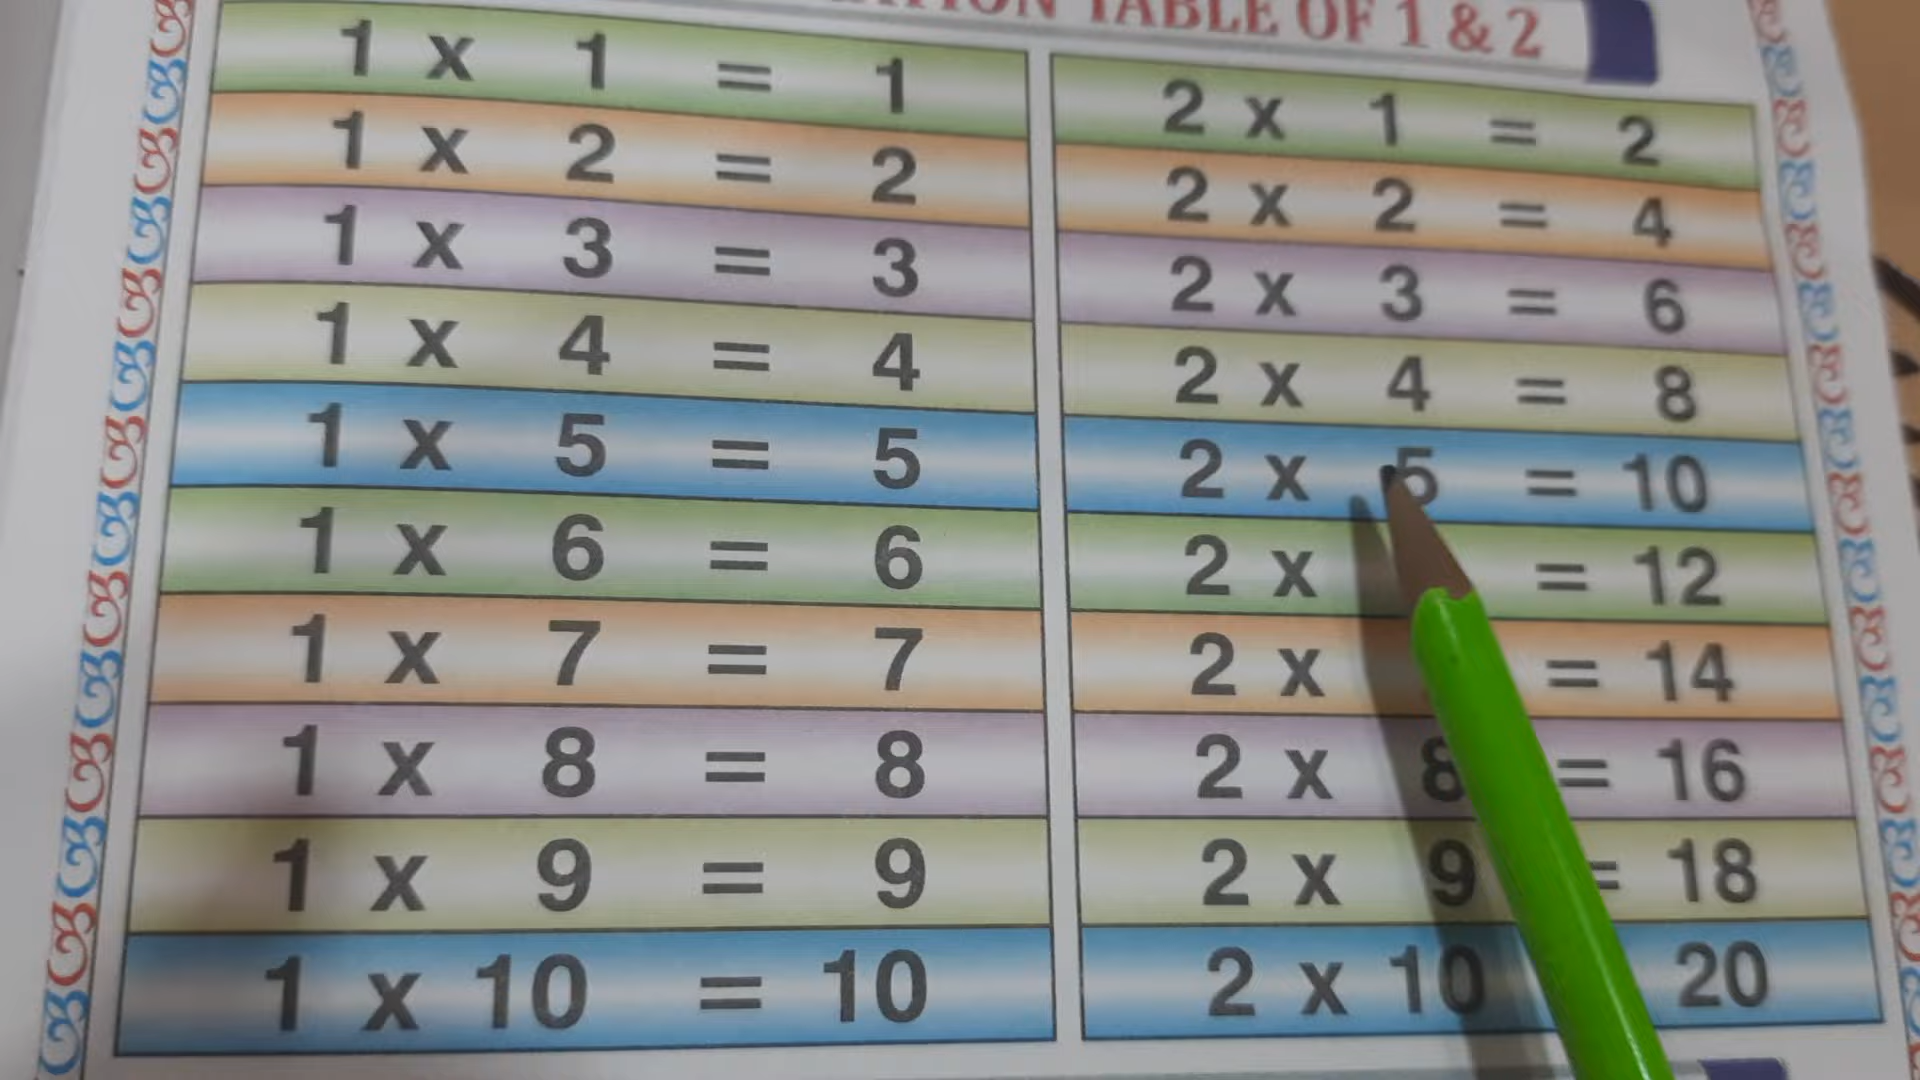 TABLE OF 1 & 2
1 x 1 = 1
1 x 2 = 2
1 x 3 = 3
1 x 4 = 4
1 x 5 = 5
1 x 6 = 6
1 x 7 = 7
1 x 8 = 8
1 x 9 = 9
1 x 10 = 10
2 x 1 = 2
2 x 2 = 4
2 x 3 = 6
2 x 4 = 8
2 x 5 = 10
2 x = 12
2 x = 14
2 x 8 = 16
2 x 9 = 18
2 x 10 20